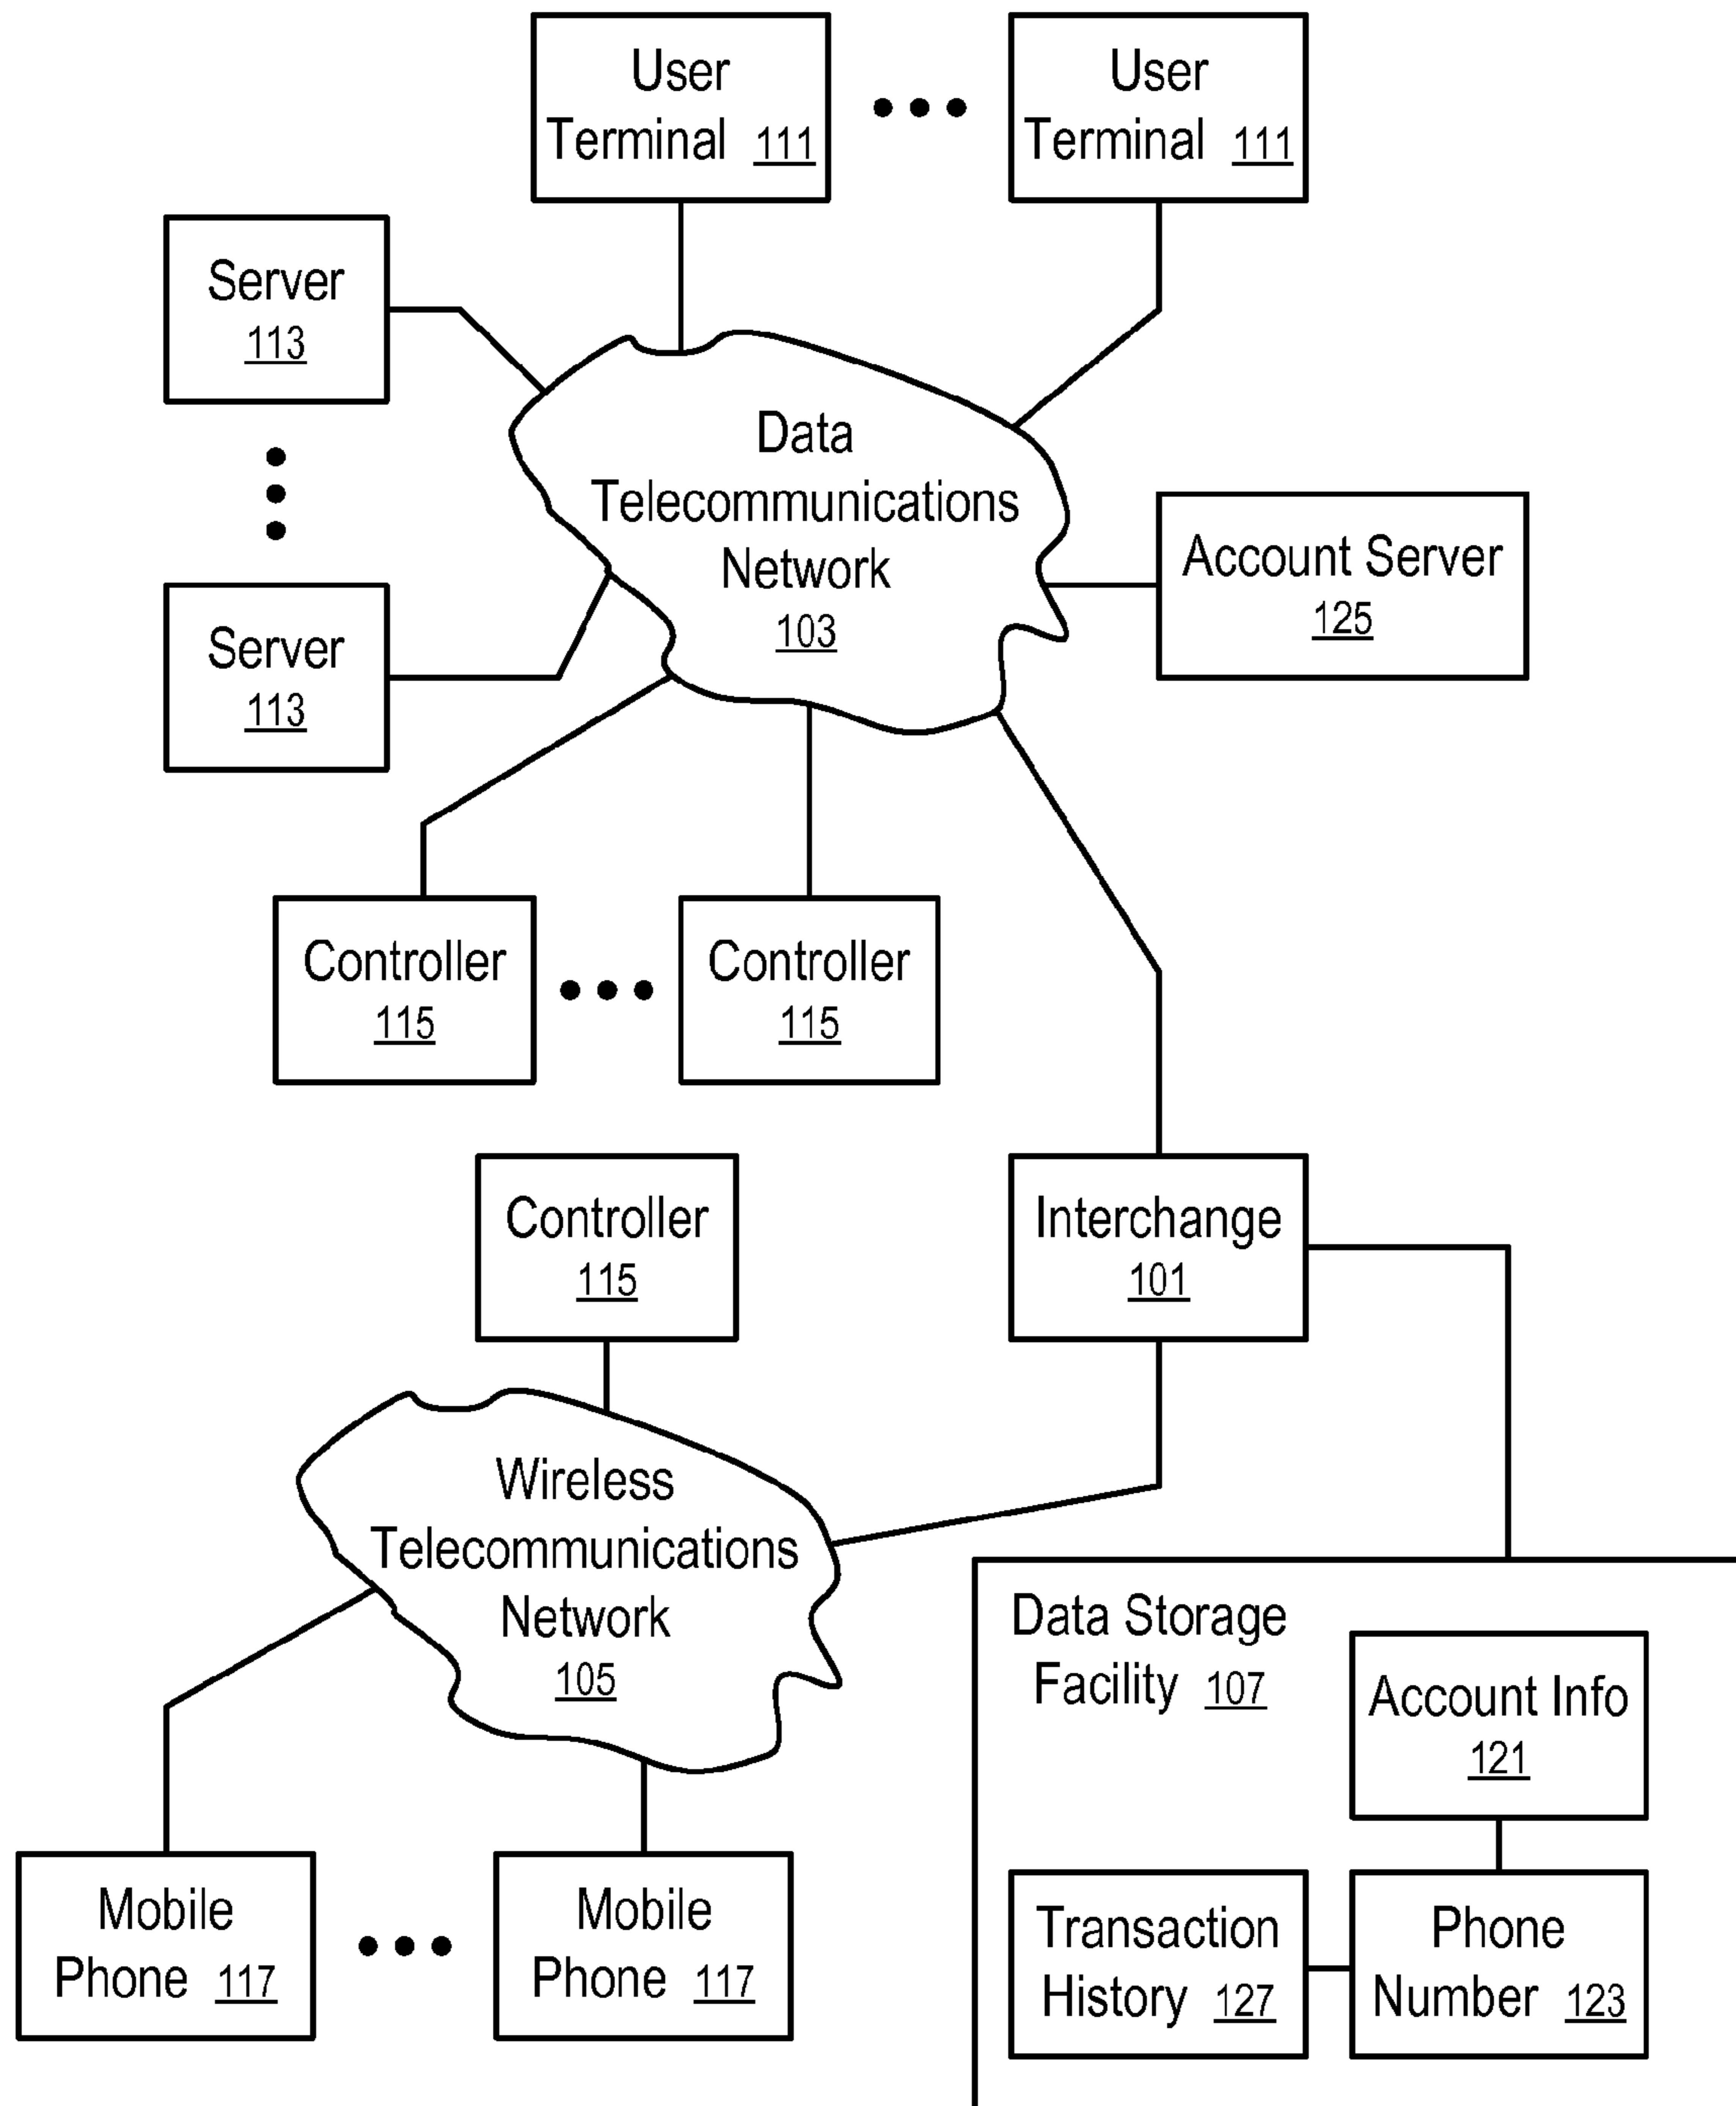 User
Terminal 111
User
Terminal 111
Server
113
Data
Telecommunications
Network
103
Account Server
125
Server
113
Controller
115
Controller
115
Controller
115
Interchange
101
Wireless
Telecommunications
Network
105
Data Storage
Facility 107
Account Info
121
Mobile
Phone 117
Mobile
Phone 117
Transaction
History 127
Phone
Number 123